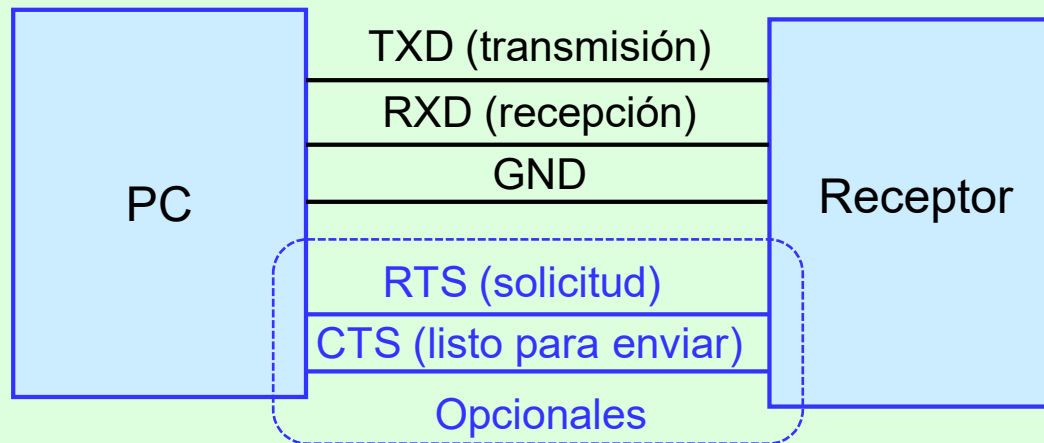 TXD (transmisión)
RXD (recepción)
GND
PC
Receptor
RTS (solicitud)
CTS (listo para enviar)
Opcionales